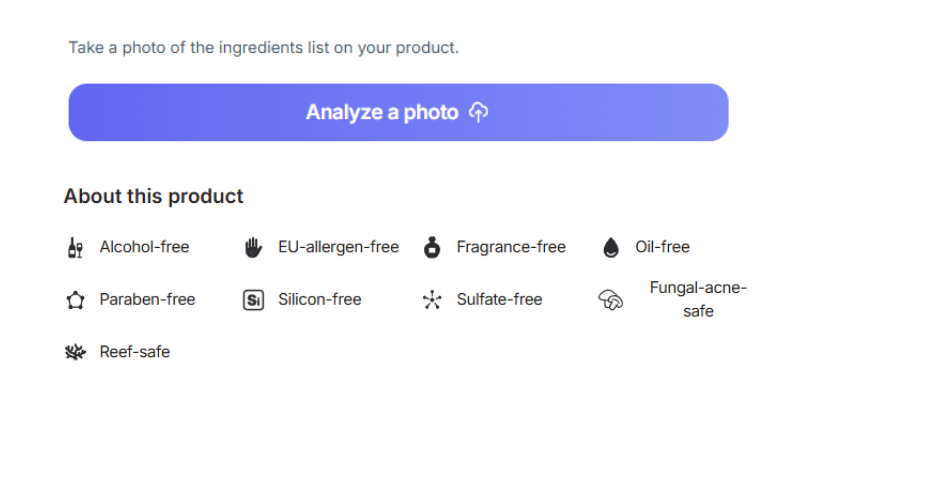 Take a photo of the ingredients list on your product.
Analyze a photo
About this product
Alcohol-free
EU-allergen-free
Fragrance-free
Oil-free
Paraben-free
Si
Silicon-free
Sulfate-free
Fungal-acne-
safe
Reef-safe